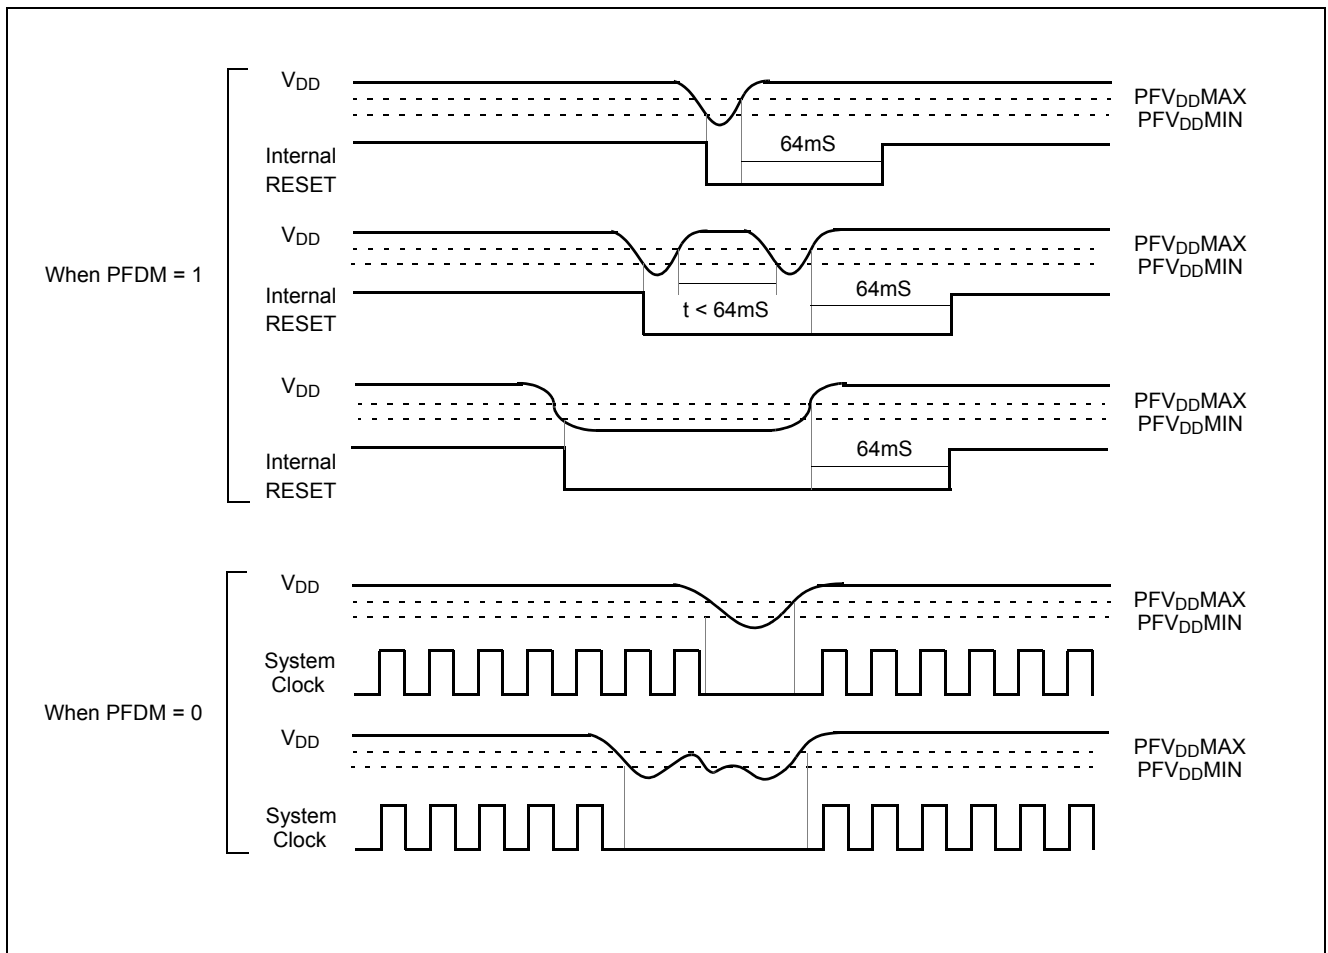 When PFDM = 1
VDD
PFVDDMAX
PFVDDMIN
64mS
Internal
RESET
VDD
PFVDDMAX
PFVDDMIN
64mS
t < 64mS
Internal
RESET
VDD
PFVDDMAX
PFVDDMIN
64mS
Internal
RESET
When PFDM = 0
VDD
PFVDDMAX
PFVDDMIN
System
Clock
VDD
PFVDDMAX
PFVDDMIN
System
Clock